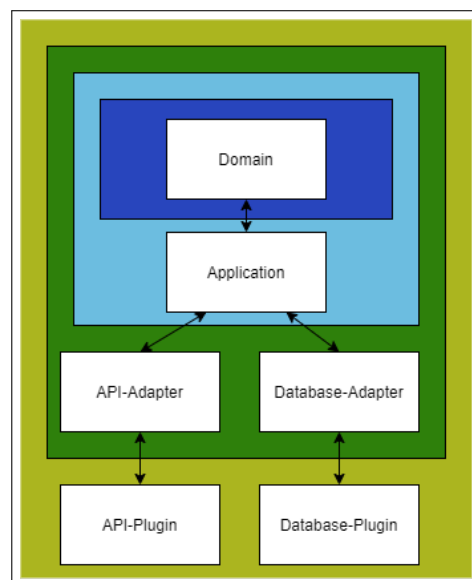 Domain
Application
API-Adapter
Database-Adapter
API-Plugin
Database-Plugin